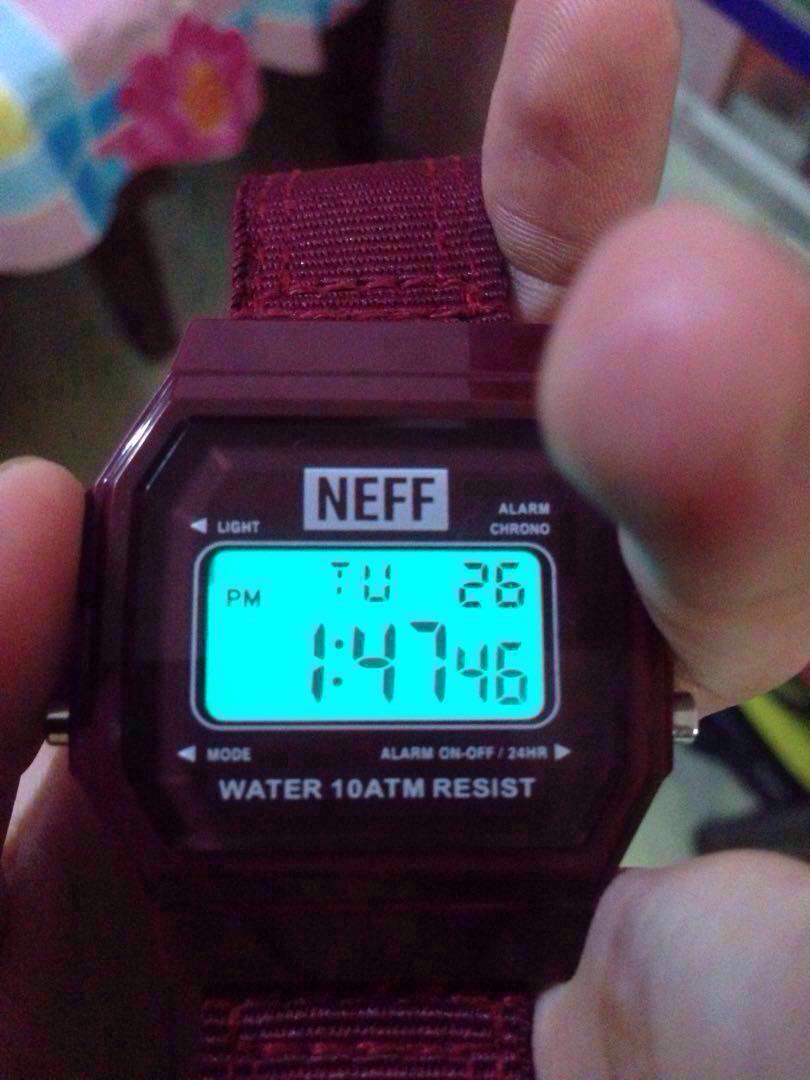 NEFF
LIGHT
ALARM
CHRONO
PM TU 26
1:47 46
MODE ALARM ON-OFF / 24HR
WATER 10ATM RESIST